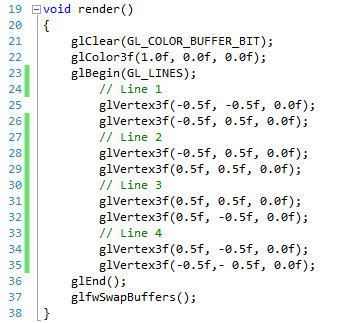 19 void render()
20 {
21 glClear(GL_COLOR_BUFFER_BIT);
22 glColor3f(1.0f, 0.0f, 0.0f);
23 glBegin(GL_LINES);
24 // Line 1
25 glVertex3f(-0.5f, -0.5f, 0.0f);
26 glVertex3f(-0.5f, 0.5f, 0.0f);
27 // Line 2
28 glVertex3f(-0.5f, 0.5f, 0.0f);
29 glVertex3f(0.5f, 0.5f, 0.0f);
30 // Line 3
31 glVertex3f(0.5f, 0.5f, 0.0f);
32 glVertex3f(0.5f, -0.5f, 0.0f);
33 // Line 4
34 glVertex3f(0.5f, -0.5f, 0.0f);
35 glVertex3f(-0.5f,- 0.5f, 0.0f);
36 glEnd();
37 glfwSwapBuffers();
38 }